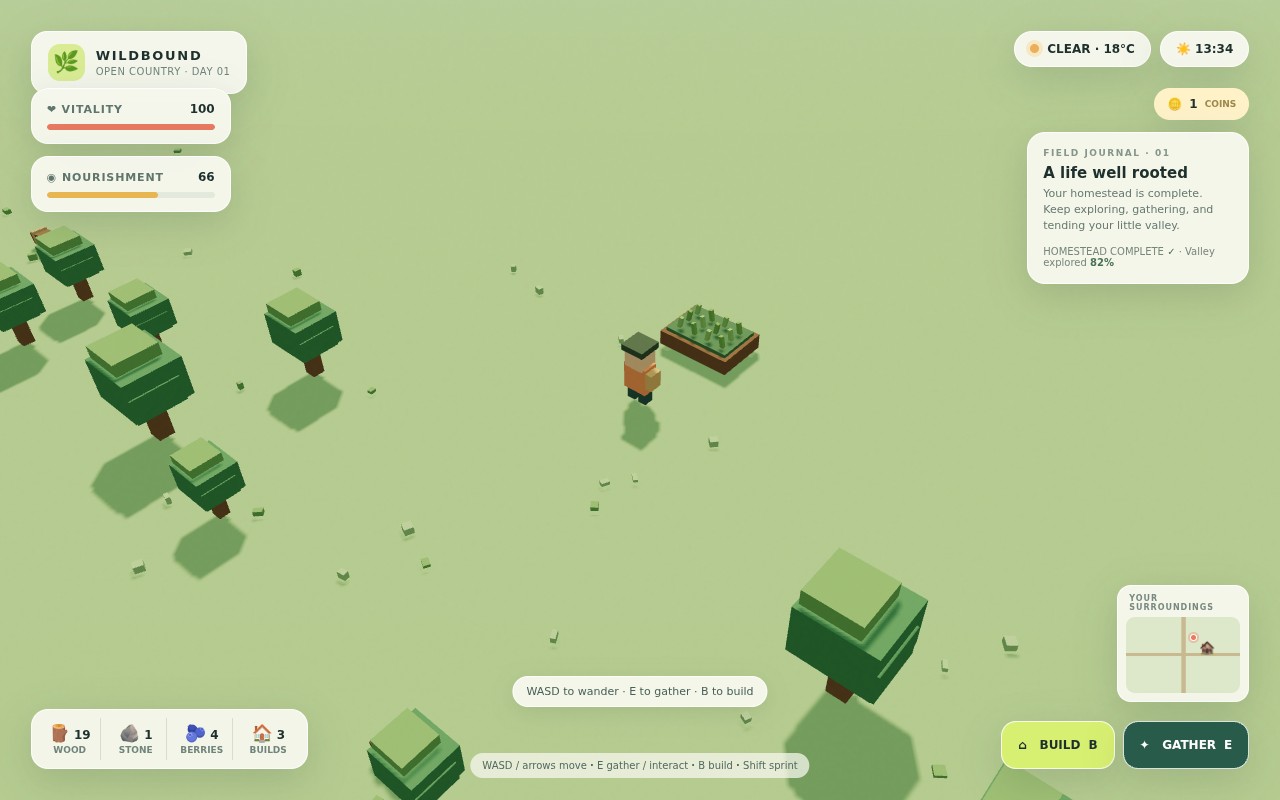 WILDBOUND
OPEN COUNTRY · DAY 01
❤ VITALITY 100
◉ NOURISHMENT 66
CLEAR · 18°C
13:34
1 COINS
FIELD JOURNAL · 01
A life well rooted
Your homestead is complete.
Keep exploring, gathering, and
tending your little valley.
HOMESTEAD COMPLETE ✓ · Valley
explored 82%
YOUR
SURROUNDINGS
WASD to wander · E to gather · B to build
19 WOOD
1 STONE
4 BERRIES
3 BUILDS
WASD / arrows move • E gather / interact • B build • Shift sprint
⌂ BUILD B
✦ GATHER E